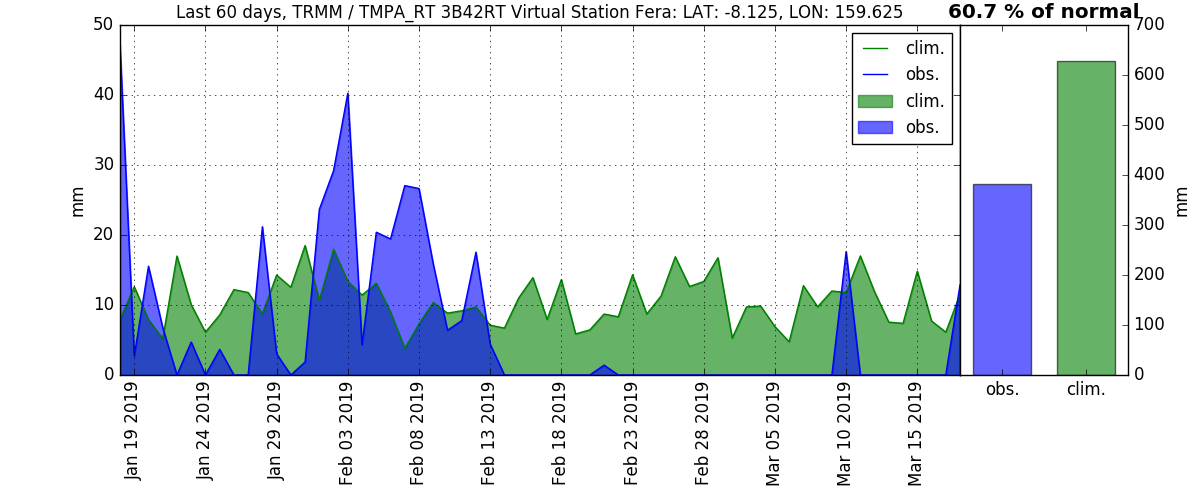 Last 60 days, TRMM / TMPA_RT 3B42RT Virtual Station Fera: LAT: -8.125, LON: 159.625
60.7 % of normal
50
40
30
20
10
0
mm
clim.
obs.
clim.
obs.
700
600
500
400
300
200
100
0
mm
obs.
clim.
Jan 19 2019
Jan 24 2019
Jan 29 2019
Feb 03 2019
Feb 08 2019
Feb 13 2019
Feb 18 2019
Feb 23 2019
Feb 28 2019
Mar 05 2019
Mar 10 2019
Mar 15 2019